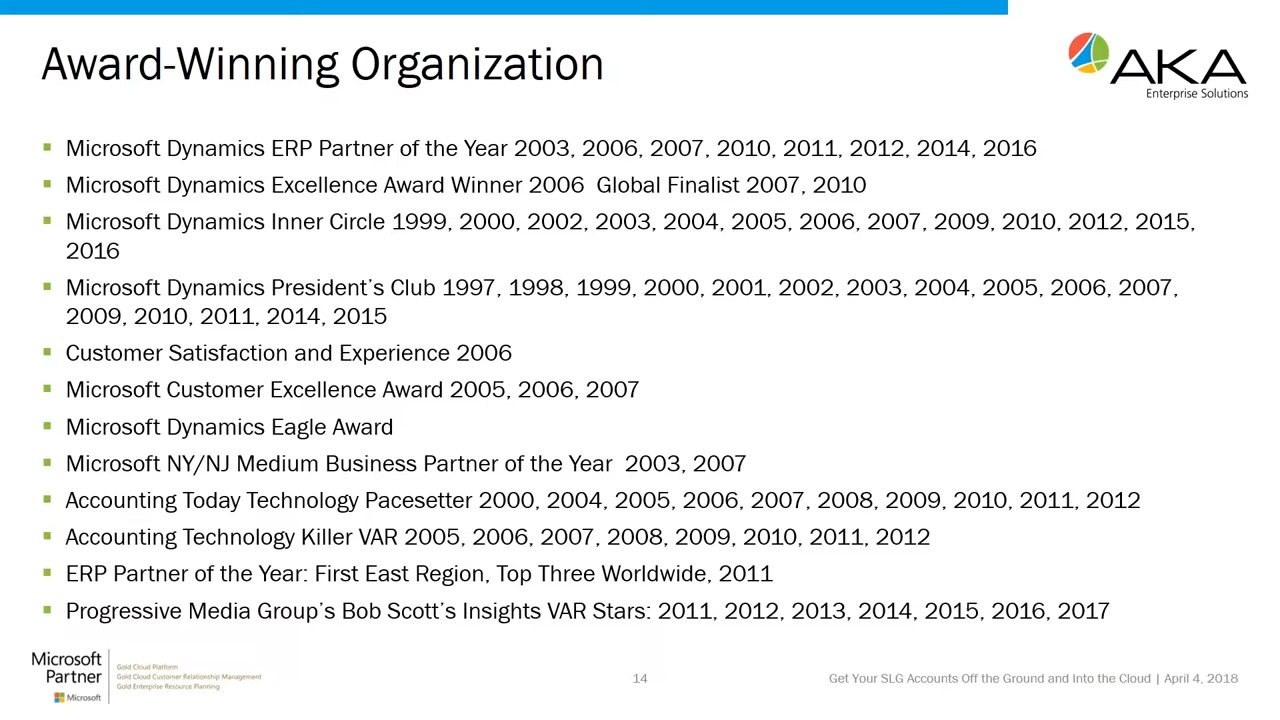 Award-Winning Organization
AKA
Enterprise Solutions
▪ Microsoft Dynamics ERP Partner of the Year 2003, 2006, 2007, 2010, 2011, 2012, 2014, 2016
▪ Microsoft Dynamics Excellence Award Winner 2006  Global Finalist 2007, 2010
▪ Microsoft Dynamics Inner Circle 1999, 2000, 2002, 2003, 2004, 2005, 2006, 2007, 2009, 2010, 2012, 2015,
2016
▪ Microsoft Dynamics President’s Club 1997, 1998, 1999, 2000, 2001, 2002, 2003, 2004, 2005, 2006, 2007,
2009, 2010, 2011, 2014, 2015
▪ Customer Satisfaction and Experience 2006
▪ Microsoft Customer Excellence Award 2005, 2006, 2007
▪ Microsoft Dynamics Eagle Award
▪ Microsoft NY/NJ Medium Business Partner of the Year  2003, 2007
▪ Accounting Today Technology Pacesetter 2000, 2004, 2005, 2006, 2007, 2008, 2009, 2010, 2011, 2012
▪ Accounting Technology Killer VAR 2005, 2006, 2007, 2008, 2009, 2010, 2011, 2012
▪ ERP Partner of the Year: First East Region, Top Three Worldwide, 2011
▪ Progressive Media Group’s Bob Scott’s Insights VAR Stars: 2011, 2012, 2013, 2014, 2015, 2016, 2017
Microsoft
Partner
Microsoft
Gold Cloud Platform
Gold Cloud Customer Relationship Management
Gold Enterprise Resource Planning
14
Get Your SLG Accounts Off the Ground and Into the Cloud | April 4, 2018